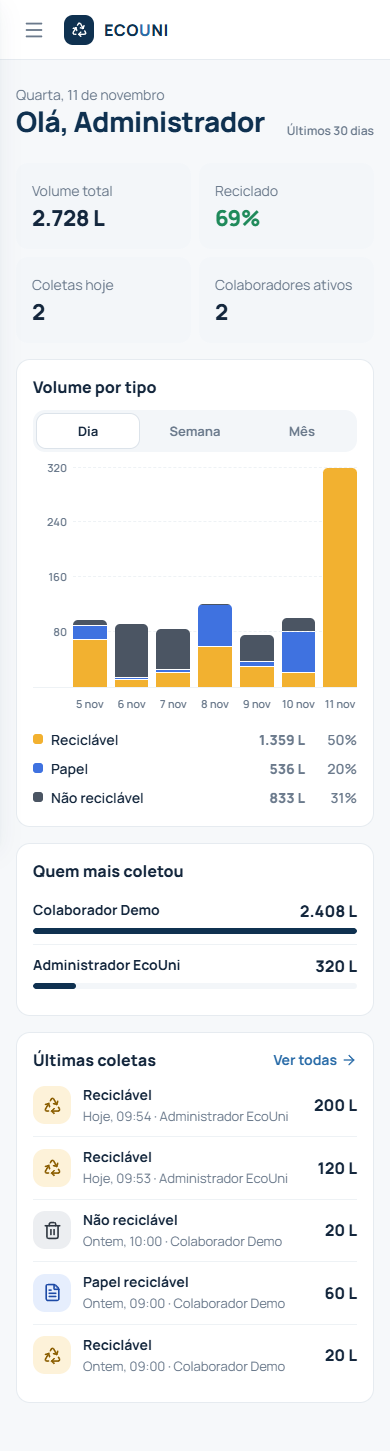 ECOUNI
Quarta, 11 de novembro
Olá, Administrador
Últimos 30 dias
Volume total
2.728 L
Reciclado
69%
Coletas hoje
2
Colaboradores ativos
2
Volume por tipo
Dia Semana Mês
320
240
160
80
5 nov 6 nov 7 nov 8 nov 9 nov 10 nov 11 nov
Reciclável 1.359 L 50%
Papel 536 L 20%
Não reciclável 833 L 31%
Quem mais coletou
Colaborador Demo 2.408 L
Administrador EcoUni 320 L
Últimas coletas Ver todas →
Reciclável
Hoje, 09:54 · Administrador EcoUni
200 L
Reciclável
Hoje, 09:53 · Administrador EcoUni
120 L
Não reciclável
Ontem, 10:00 · Colaborador Demo
20 L
Papel reciclável
Ontem, 09:00 · Colaborador Demo
60 L
Reciclável
Ontem, 09:00 · Colaborador Demo
20 L